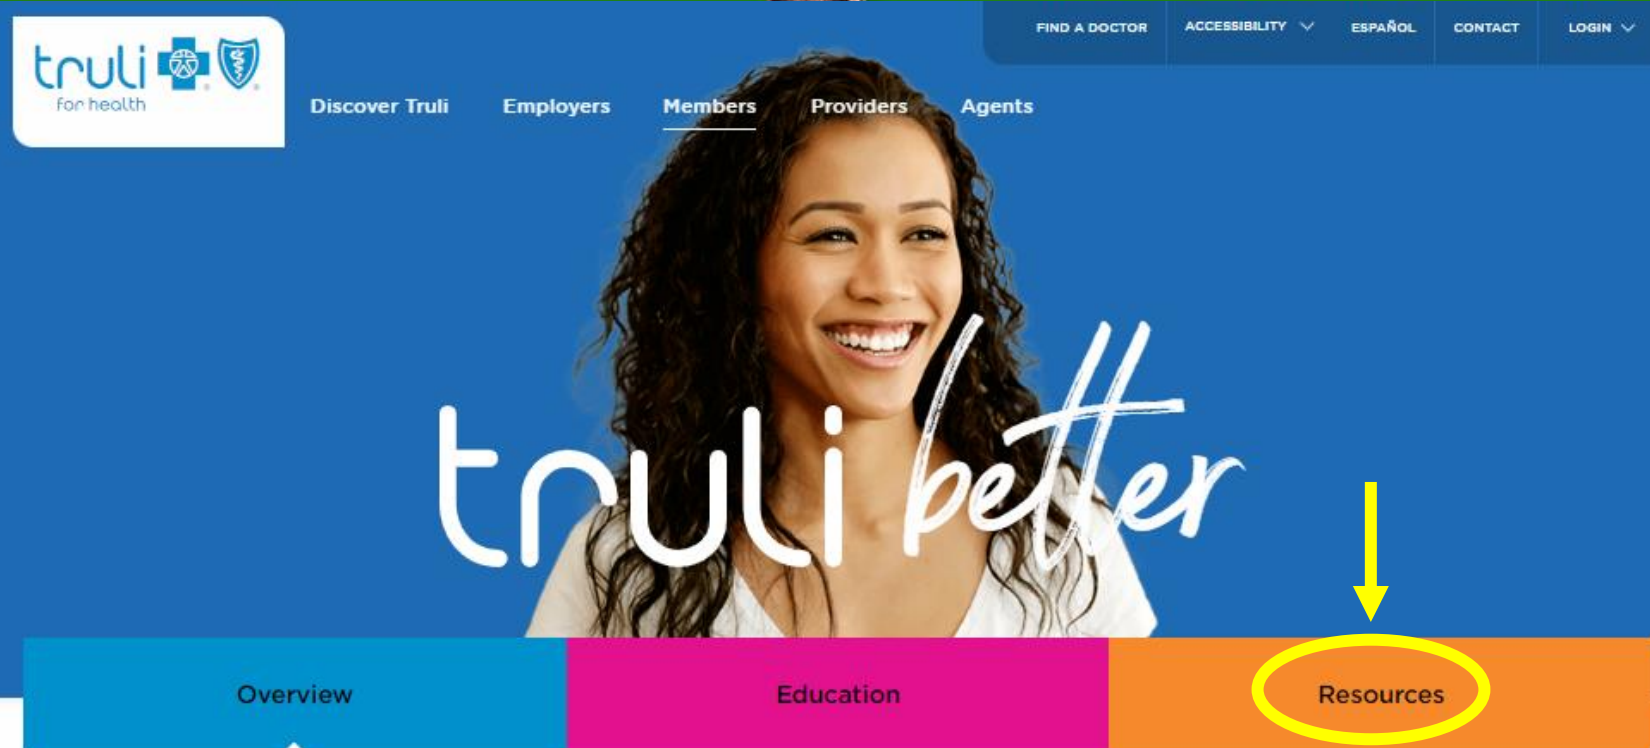 FIND A DOCTOR ACCESSIBILITY ESPAÑOL CONTACT LOGIN
truli
for health
Discover Truli Employers Members Providers Agents
truli better
Overview Education Resources